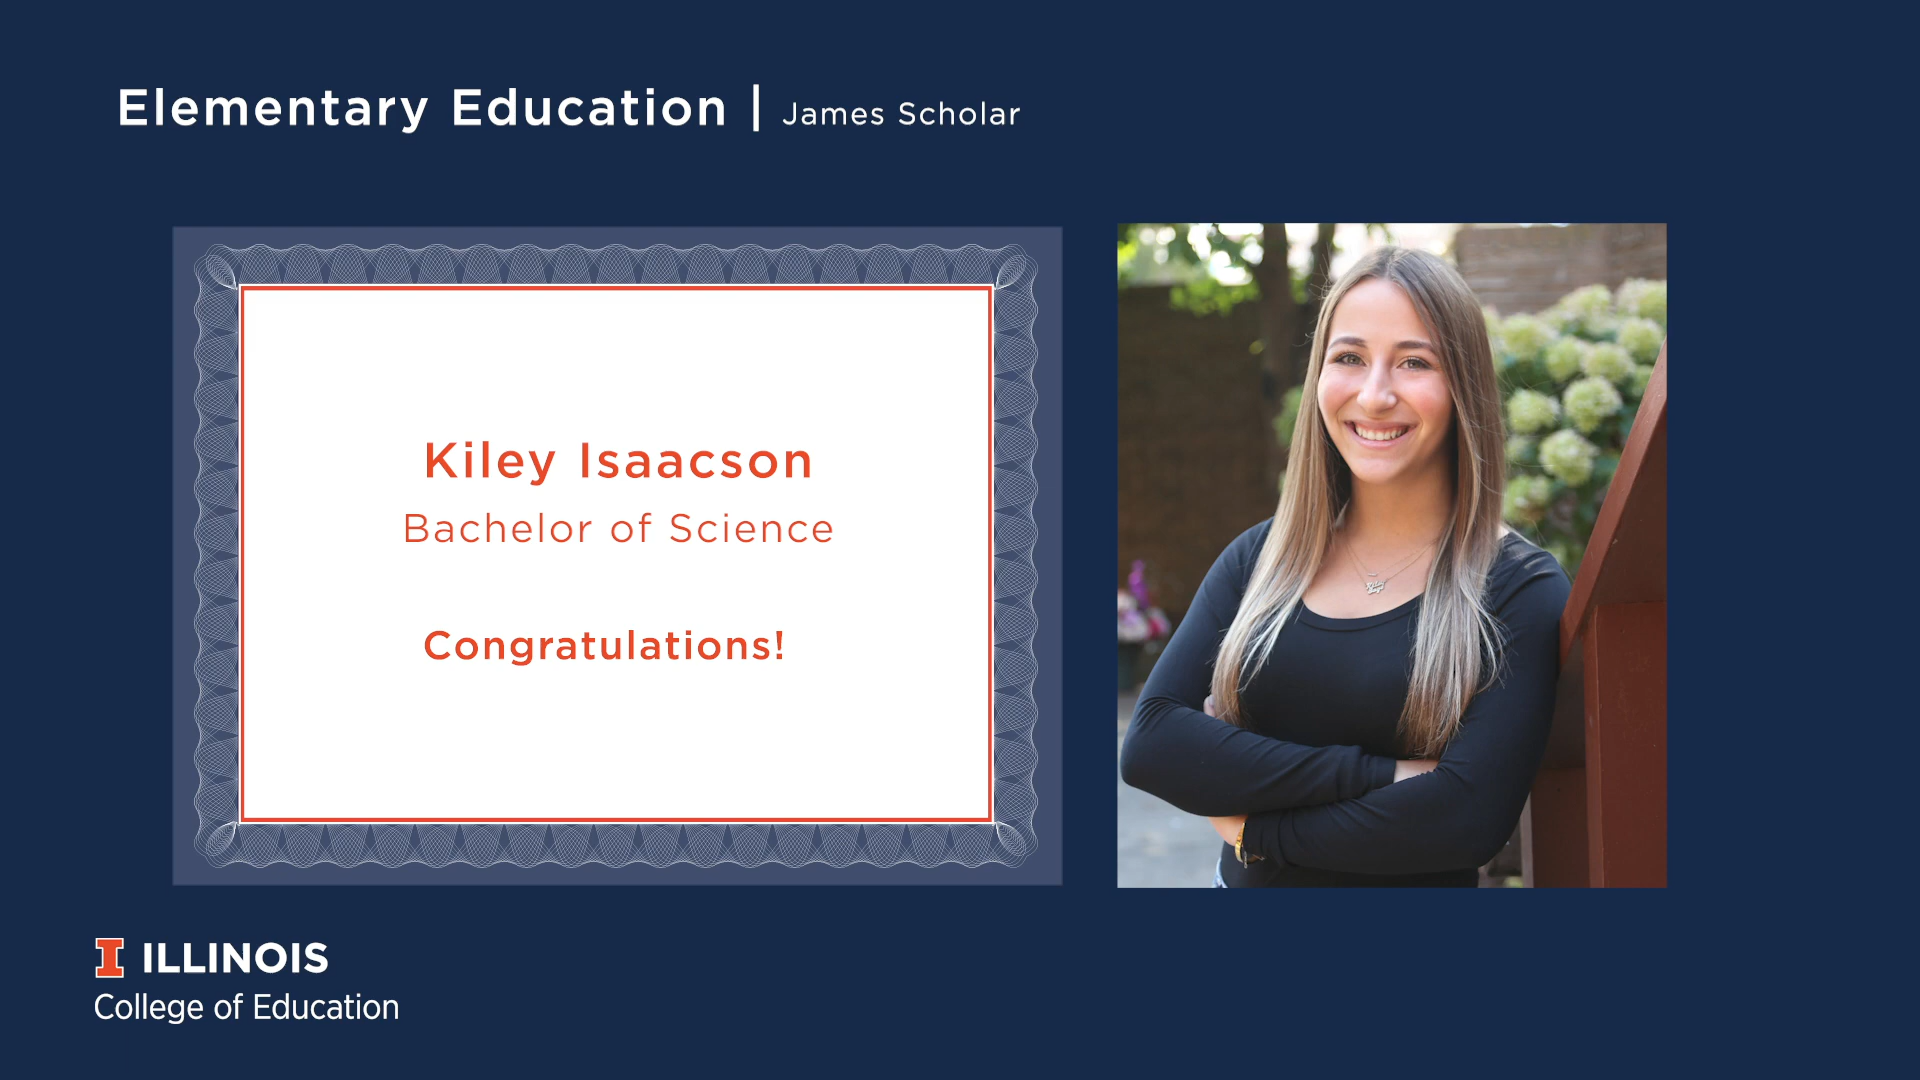 Elementary Education | James Scholar
Kiley Isaacson
Bachelor of Science
Congratulations!
I ILLINOIS
College of Education